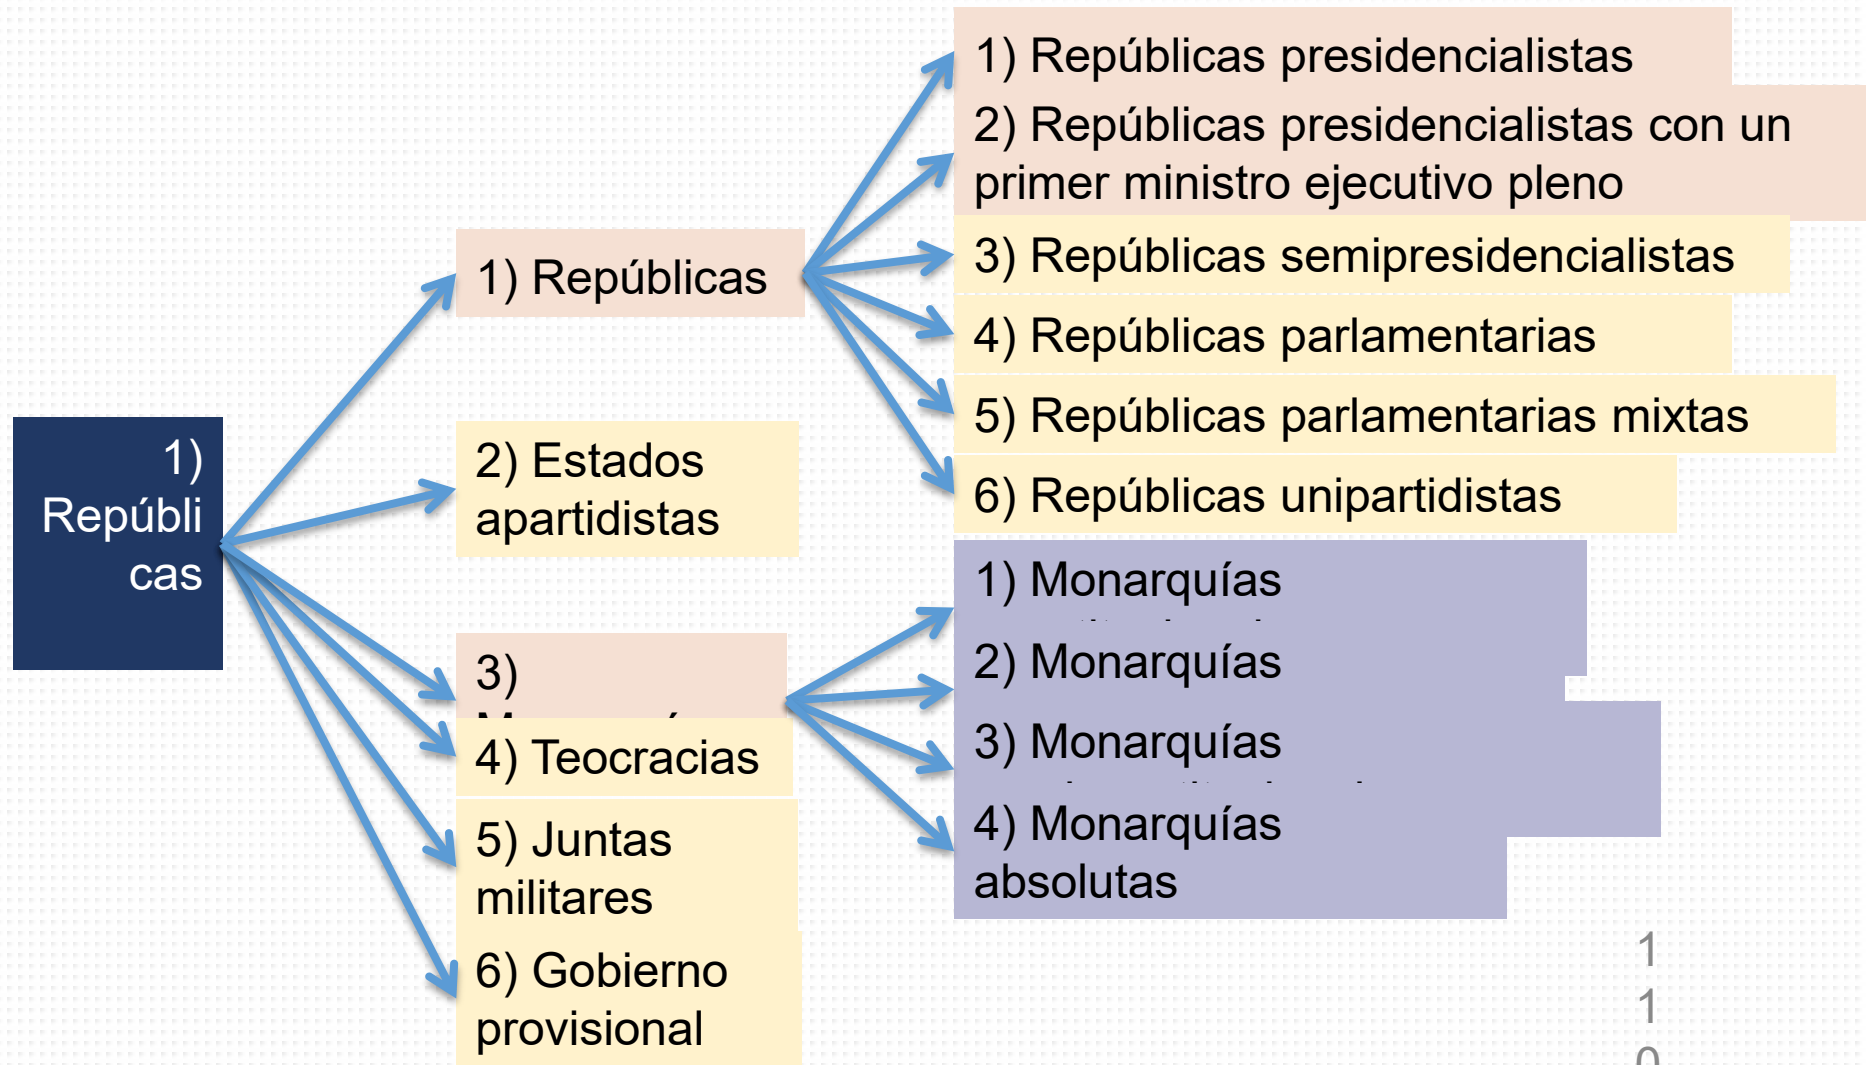 1) Repúblicas presidencialistas
2) Repúblicas presidencialistas con un
primer ministro ejecutivo pleno
3) Repúblicas semipresidencialistas
4) Repúblicas parlamentarias
5) Repúblicas parlamentarias mixtas
6) Repúblicas unipartidistas
1) Repúblicas
2) Estados
apartidistas
1)
Repúbli
cas
3)
4) Teocracias
5) Juntas
militares
6) Gobierno
provisional
1) Monarquías
2) Monarquías
3) Monarquías
4) Monarquías
absolutas
1
1